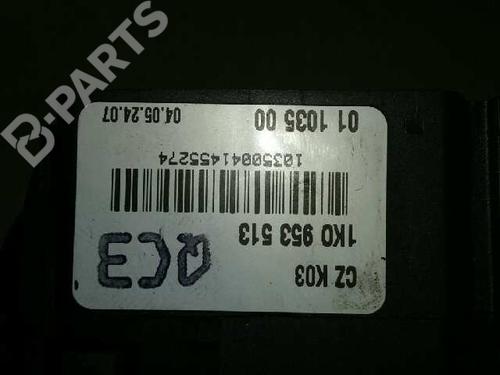 CZ K03
1K0 953 513
10350041455274
01 1035 00
04.05.24.07
QC3
B-PARTS